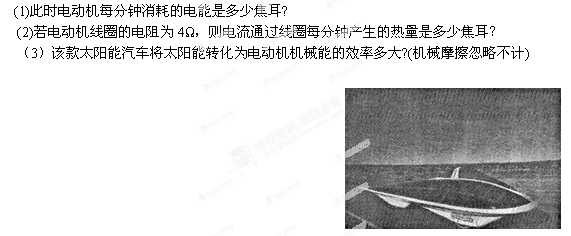 (1)此时电动机每分钟消耗的电能是多少焦耳?
(2)若电动机线圈的电阻为 4Ω，则电流通过线圈每分钟产生的热量是多少焦耳?
（3）该款太阳能汽车将太阳能转化为电动机机械能的效率多大?(机械摩擦忽略不计)